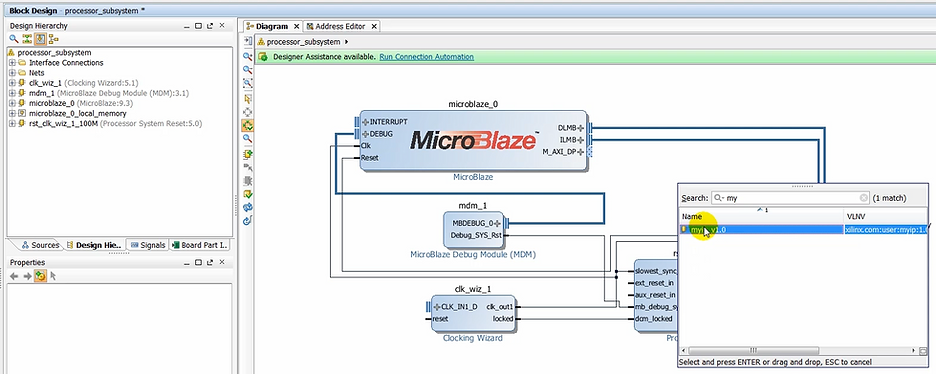 Block Design - processor_subsystem *
Design Hierarchy
processor_subsystem
Interface Connections
Nets
clk_wiz_1 (Clocking Wizard:5.1)
mdm_1 (MicroBlaze Debug Module (MDM):3.1)
microblaze_0 (MicroBlaze:9.3)
microblaze_0_local_memory
rst_clk_wiz_1_100M (Processor System Reset:5.0)
Sources
Design Hie..
Signals
Board Part I..
Properties
Diagram
Address Editor
processor_subsystem
Designer Assistance available. Run Connection Automation
microblaze_0
INTERRUPT
DEBUG
Clk
Reset
MicroBlaze™
DLMB
ILMB
M_AXI_DP
MicroBlaze
mdm_1
MBDEBUG_0
Debug_SYS_Rst
MicroBlaze Debug Module (MDM)
clk_wiz_1
CLK_IN1_D
reset
clk_out1
locked
Clocking Wizard
slowest_sync_
ext_reset_in
aux_reset_in
mb_debug_sy
dcm_locked
Search: my (1 match)
Name VLNV
myip_v1.0 xilinx.com:user:myip:1.0
Select and press ENTER or drag and drop, ESC to cancel